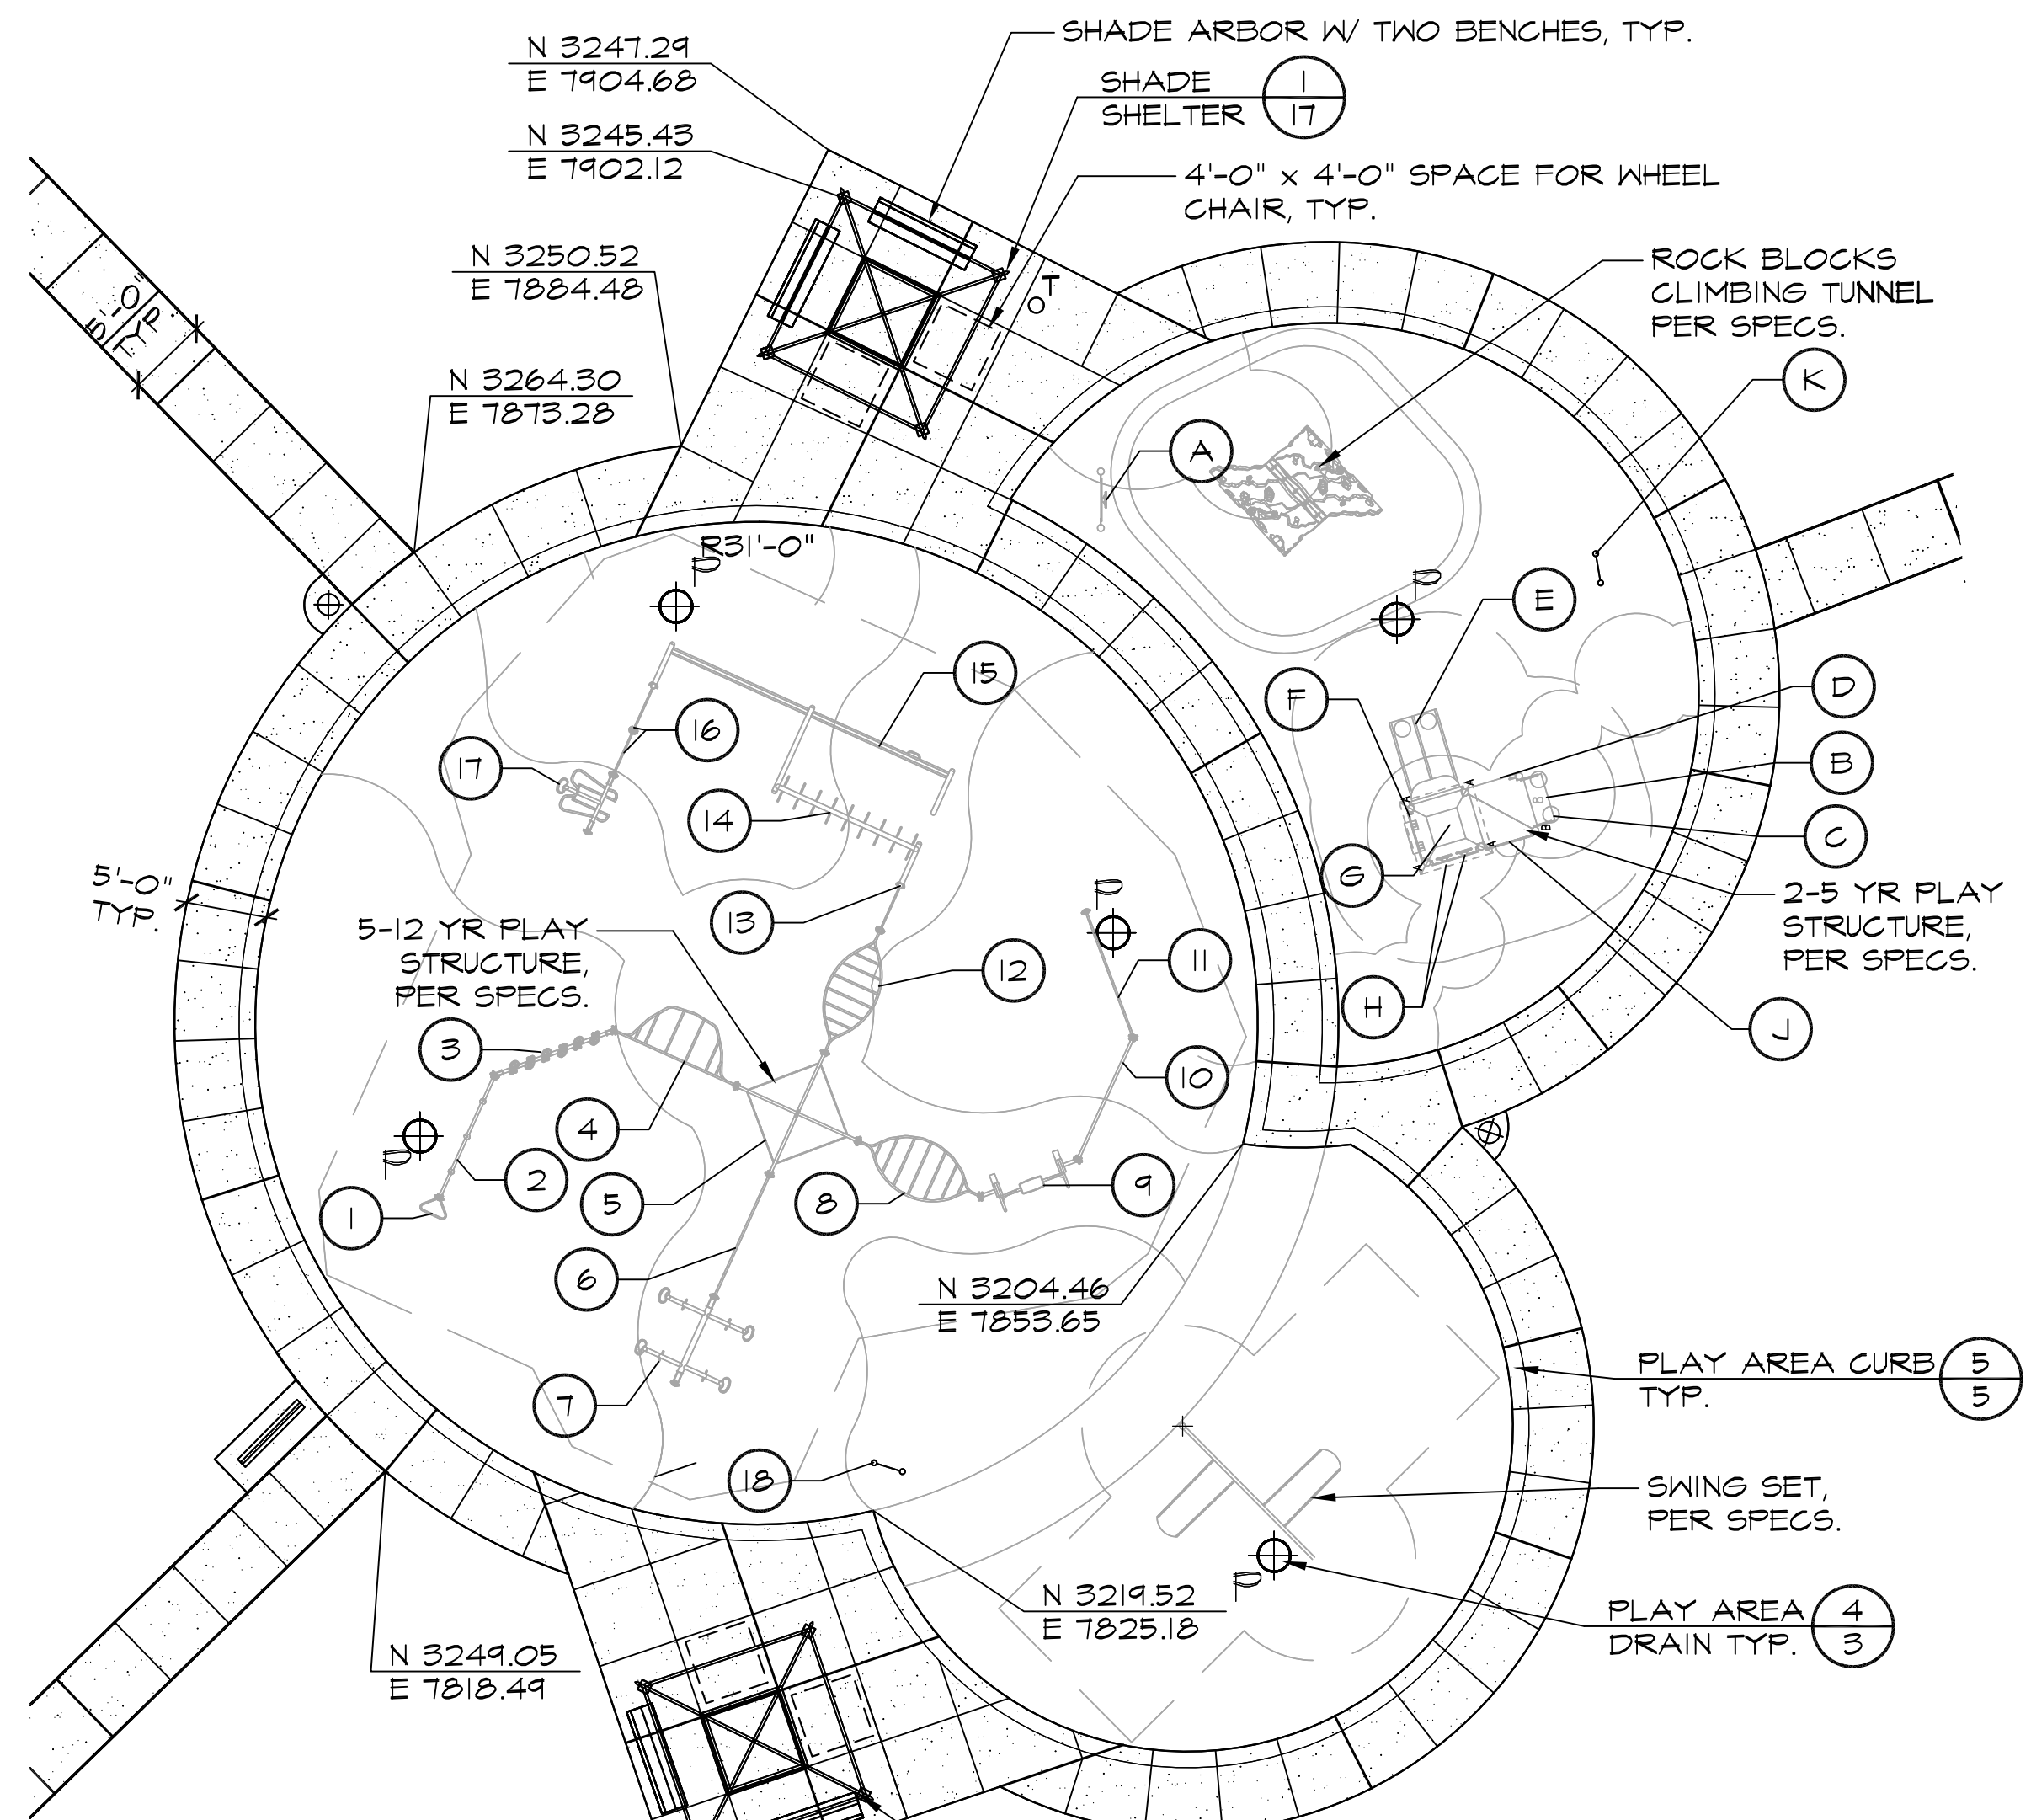 SHADE ARBOR W/ TWO BENCHES, TYP.
N 3247.29
E 7904.68
SHADE
SHELTER
1
17
N 3245.43
E 7902.12
4'-0" x 4'-0" SPACE FOR WHEEL
CHAIR, TYP.
N 3250.52
E 7884.48
ROCK BLOCKS
CLIMBING TUNNEL
PER SPECS.
T
5'-0"
TYP.
K
N 3264.30
E 7873.28
A
R31'-0"
P
P
E
15
F
D
16
17
B
14
C
A
A
8
B
A
A
G
5'-0"
TYP.
P
13
2-5 YR PLAY
STRUCTURE,
PER SPECS.
5-12 YR PLAY
STRUCTURE,
PER SPECS.
12
11
H
J
3
10
4
P
2
5
8
9
1
6
N 3204.46
E 7853.65
PLAY AREA CURB
TYP.
5
5
7
18
SWING SET,
PER SPECS.
P
N 3219.52
E 7825.18
PLAY AREA
DRAIN TYP.
4
3
N 3249.05
E 7818.49